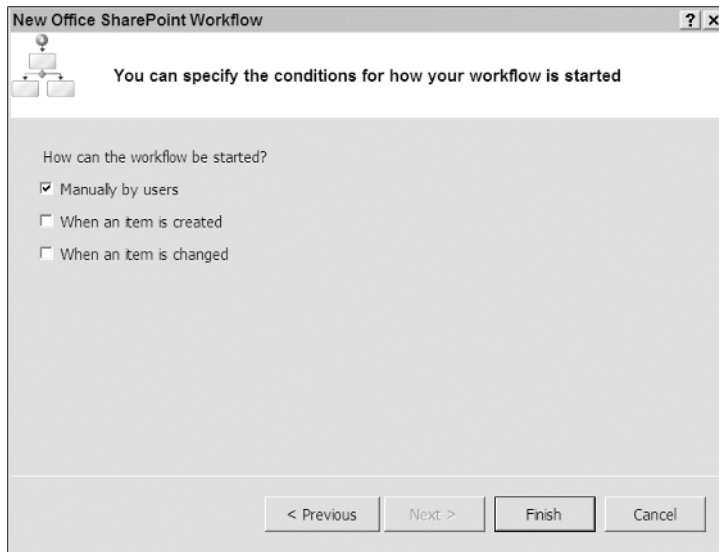 New Office SharePoint Workflow
You can specify the conditions for how your workflow is started
How can the workflow be started?
Manually by users
When an item is created
When an item is changed
< Previous Next > Finish Cancel